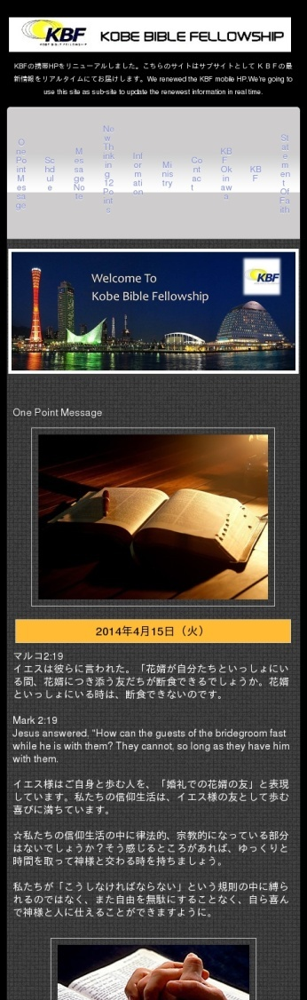 KBF
KOBE BIBLE FELLOWSHIP
KOBE BIBLE FELLOWSHIP
KBFの携帯HPをリニューアルしました。こちらのサイトはサブサイトとしてＫＢＦの最
新情報をリアルタイムにてお届けします。We renewed the KBF mobile HP.We're going to
use this site as sub-site to update the renewest information in real time.
One Point Message
Schdule
Message Note
New Thinking 12 Points
Information
Ministry
Contact
KBF Okinawa
KBF
Statement Of Faith
Welcome To
Kobe Bible Fellowship
KBF
One Point Message
2014年4月15日（火）
マルコ2:19
イエスは彼らに言われた。「花婿が自分たちといっしょにい
る間、花婿につき添う友だちが断食できるでしょうか。花婿
といっしょにいる時は、断食できないのです。
Mark 2:19
Jesus answered, "How can the guests of the bridegroom fast
while he is with them? They cannot, so long as they have him
with them.
イエス様はご自身と歩む人を、「婚礼での花婿の友」と表現
しています。私たちの信仰生活は、イエス様の友として歩む
喜びに満ちています。
☆私たちの信仰生活の中に律法的、宗教的になっている部分
はないでしょうか？そう感じるところがあれば、ゆっくりと
時間を取って神様と交わる時を持ちましょう。
私たちが「こうしなければならない」という規則の中に縛ら
れるのではなく、また自由を無駄にすることなく、自ら喜ん
で神様と人に仕えることができますように。